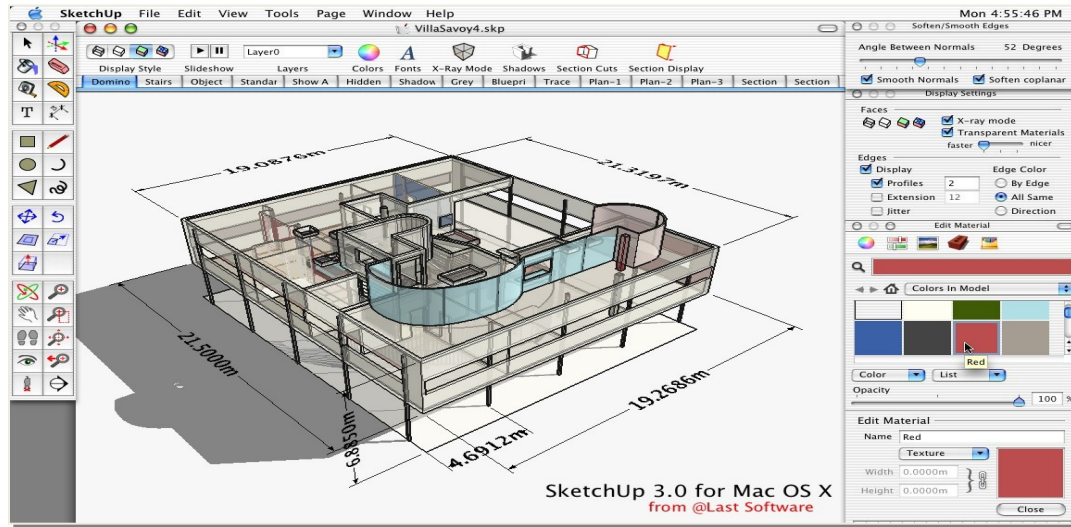 SketchUp File Edit View Tools Page Window Help
Mon 4:55:46 PM
VillaSavoy4.skp
Layer0
Display Style Slideshow Layers Colors Fonts X-Ray Mode Shadows Section Cuts Section Display
Domino Stairs Object Standar Show A Hidden Shadow Grey Bluepri Trace Plan-1 Plan-2 Plan-3 Section Section
T
A
19.0876m
21.3197m
21.5000m
6.8850m
4.6912m
19.2686m
SketchUp 3.0 for Mac OS X
from @Last Software
Soften/Smooth Edges
Angle Between Normals 52 Degrees
Smooth Normals Soften coplanar
Display Settings
Faces
X-ray mode
Transparent Materials
faster nicer
Edges
Display Edge Color
Profiles 2 By Edge
Extension 12 All Same
Jitter Direction
Edit Material
Colors In Model
Red
Color List
Opacity
100 %
Edit Material
Name Red
Texture
Width 0.0000m
Height 0.0000m
Close